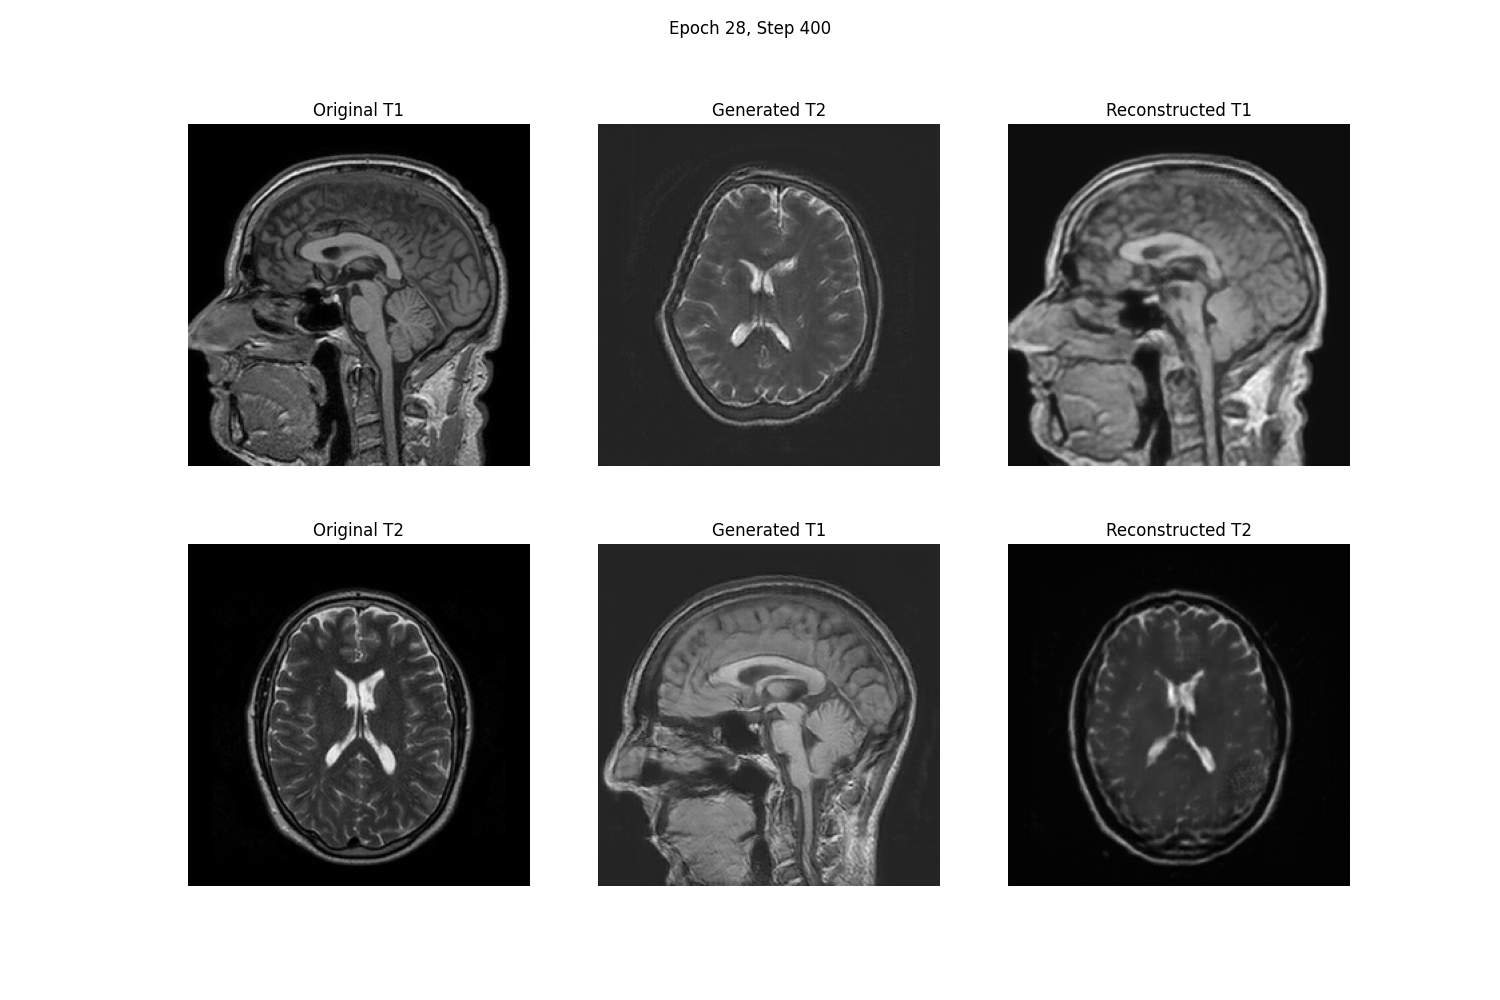 Epoch 28, Step 400
Original T1
Generated T2
Reconstructed T1
Original T2
Generated T1
Reconstructed T2